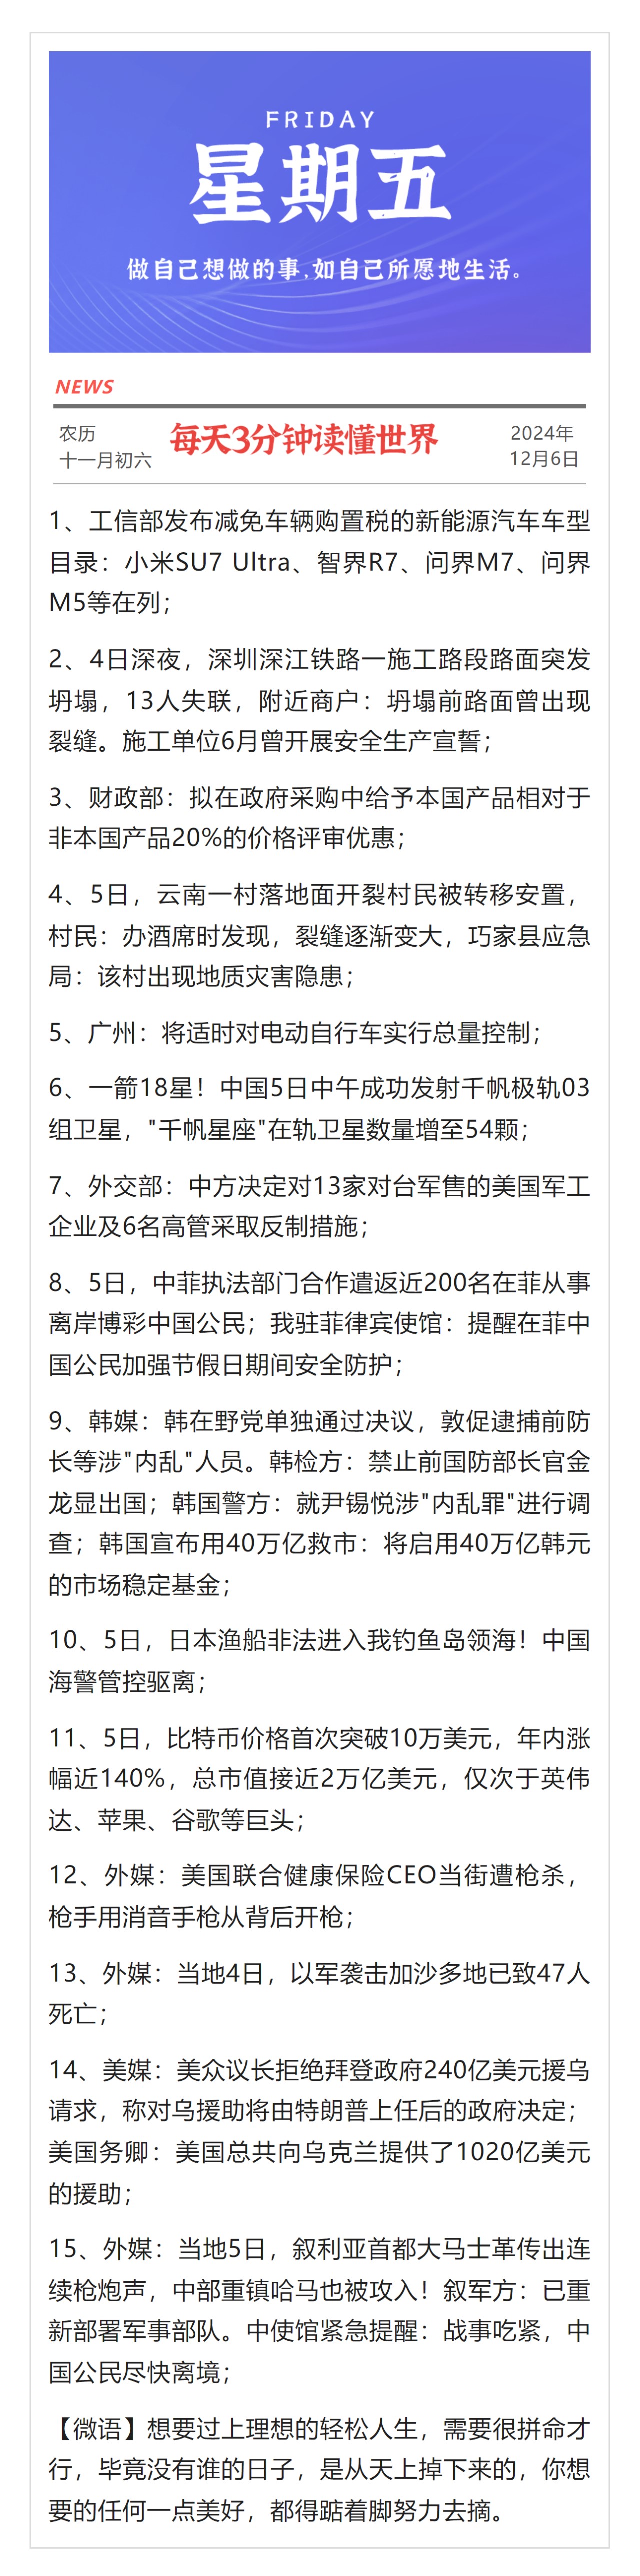 FRIDAY
星期五
做自己想做的事,如自己所愿地生活。
NEWS
农历
十一月初六
每天3分钟读懂世界
2024年
12月6日
1、工信部发布减免车辆购置税的新能源汽车车型
目录：小米SU7 Ultra、智界R7、问界M7、问界
M5等在列；
2、4日深夜，深圳深江铁路一施工路段路面突发
坍塌，13人失联，附近商户：坍塌前路面曾出现
裂缝。施工单位6月曾开展安全生产宣誓；
3、财政部：拟在政府采购中给予本国产品相对于
非本国产品20%的价格评审优惠；
4、5日，云南一村落地面开裂村民被转移安置，
村民：办酒席时发现，裂缝逐渐变大，巧家县应急
局：该村出现地质灾害隐患；
5、广州：将适时对电动自行车实行总量控制；
6、一箭18星！中国5日中午成功发射千帆极轨03
组卫星，"千帆星座"在轨卫星数量增至54颗；
7、外交部：中方决定对13家对台军售的美国军工
企业及6名高管采取反制措施；
8、5日，中菲执法部门合作遣返近200名在菲从事
离岸博彩中国公民；我驻菲律宾使馆：提醒在菲中
国公民加强节假日期间安全防护；
9、韩媒：韩在野党单独通过决议，敦促逮捕前防
长等涉"内乱"人员。韩检方：禁止前国防部长官金
龙显出国；韩国警方：就尹锡悦涉"内乱罪"进行调
查；韩国宣布用40万亿救市：将启用40万亿韩元
的市场稳定基金；
10、5日，日本渔船非法进入我钓鱼岛领海！中国
海警管控驱离；
11、5日，比特币价格首次突破10万美元，年内涨
幅近140%，总市值接近2万亿美元，仅次于英伟
达、苹果、谷歌等巨头；
12、外媒：美国联合健康保险CEO当街遭枪杀，
枪手用消音手枪从背后开枪；
13、外媒：当地4日，以军袭击加沙多地已致47人
死亡；
14、美媒：美众议长拒绝拜登政府240亿美元援乌
请求，称对乌援助将由特朗普上任后的政府决定；
美国务卿：美国总共向乌克兰提供了1020亿美元
的援助；
15、外媒：当地5日，叙利亚首都大马士革传出连
续枪炮声，中部重镇哈马也被攻入！叙军方：已重
新部署军事部队。中使馆紧急提醒：战事吃紧，中
国公民尽快离境；
【微语】想要过上理想的轻松人生，需要很拼命才
行，毕竟没有谁的日子，是从天上掉下来的，你想
要的任何一点美好，都得踮着脚努力去摘。